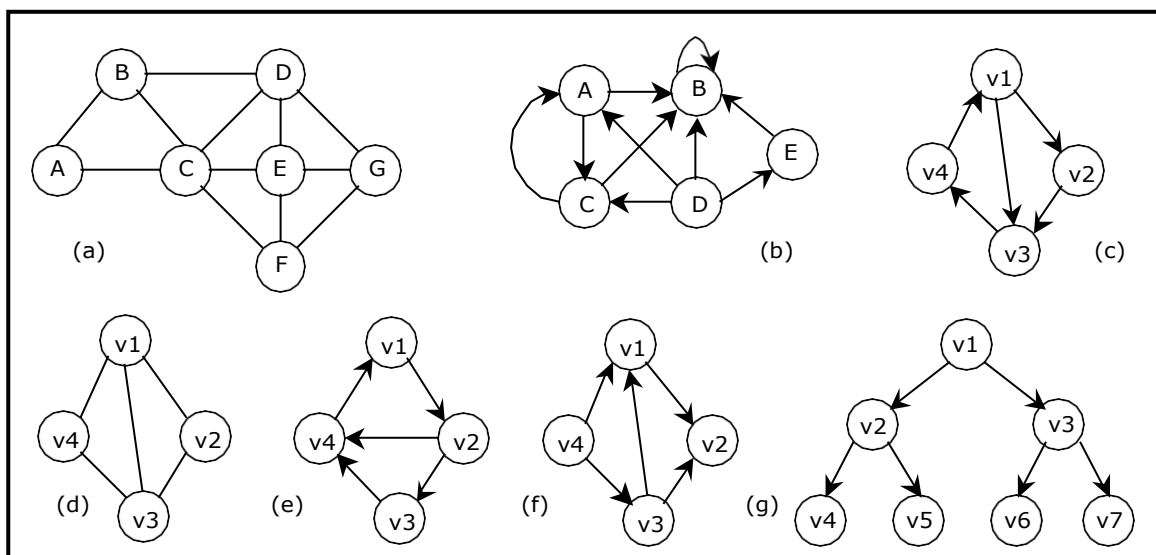 B D
A C E G
F
(a)
A B
E
C D
(b)
v1
v4 v2
v3
(c)
v1
v4 v2
v3
(d)
v1
v4 v2
v3
(e)
v1
v4 v2
v3
(f)
v1
v2 v3
v4 v5 v6 v7
(g)